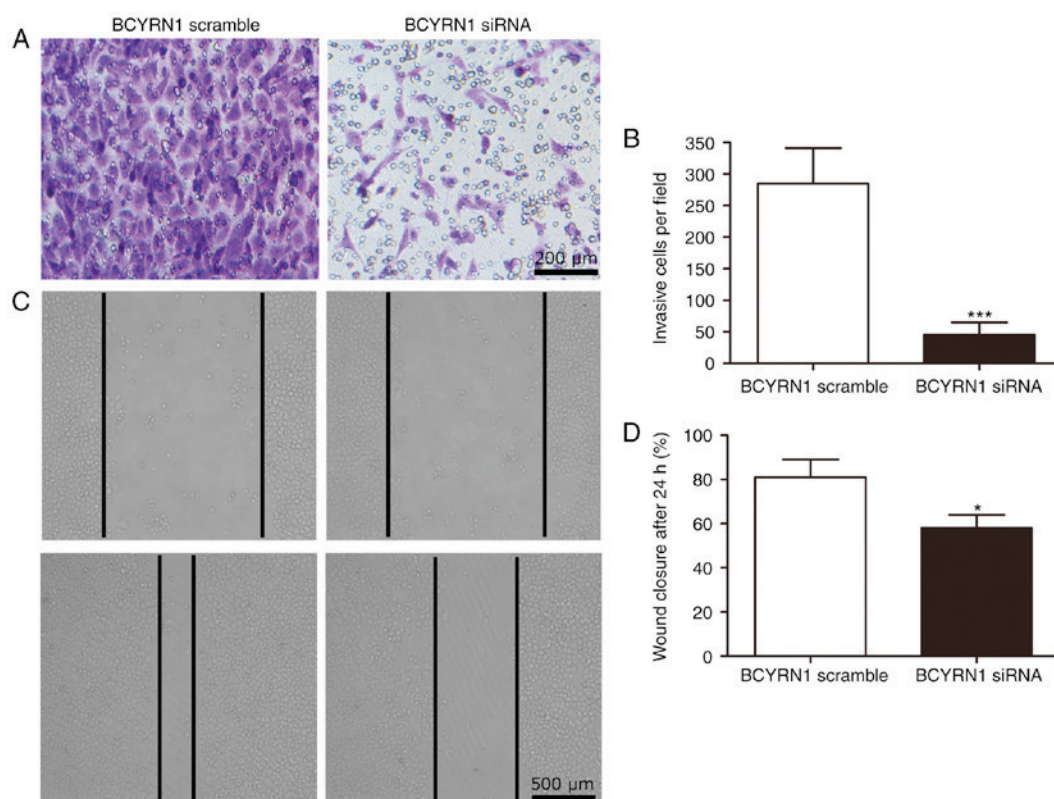 BCYRN1 scramble
BCYRN1 siRNA
A
200 µm
B
Invasive cells per field
350
300
250
200
150
100
50
0
***
BCYRN1 scramble
BCYRN1 siRNA
C
500 µm
D
Wound closure after 24 h (%)
100
80
60
40
20
0
*
BCYRN1 scramble
BCYRN1 siRNA